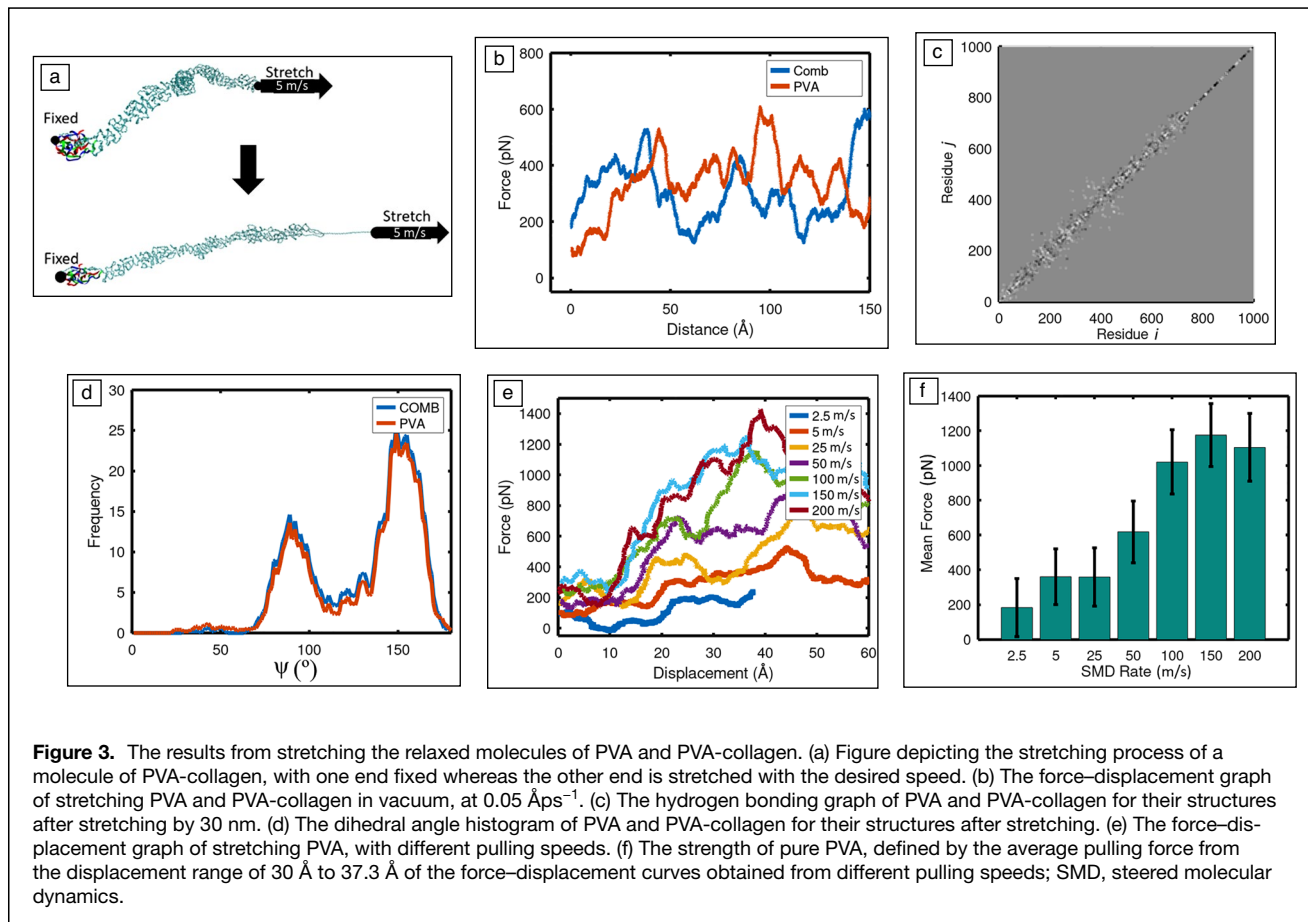 a
Stretch
5 m/s
Fixed
Stretch
5 m/s
Fixed
b
800
600
400
200
0
Force (pN)
Comb
PVA
0 50 100 150
Distance (Å)
c
1000
800
600
400
200
0
Residue j
0 200 400 600 800 1000
Residue i
d
30
25
20
15
10
5
0
Frequency
COMB
PVA
0 50 100 150
Ψ (º)
e
1400
1200
1000
800
600
400
200
0
Force (pN)
2.5 m/s
5 m/s
25 m/s
50 m/s
100 m/s
150 m/s
200 m/s
0 10 20 30 40 50 60
Displacement (Å)
f
1400
1200
1000
800
600
400
200
0
Mean Force (pN)
2.5 5 25 50 100 150 200
SMD Rate (m/s)
Figure 3. The results from stretching the relaxed molecules of PVA and PVA-collagen. (a) Figure depicting the stretching process of a
molecule of PVA-collagen, with one end fixed whereas the other end is stretched with the desired speed. (b) The force–displacement graph
of stretching PVA and PVA-collagen in vacuum, at 0.05 Åps⁻¹. (c) The hydrogen bonding graph of PVA and PVA-collagen for their structures
after stretching by 30 nm. (d) The dihedral angle histogram of PVA and PVA-collagen for their structures after stretching. (e) The force–dis-
placement graph of stretching PVA, with different pulling speeds. (f) The strength of pure PVA, defined by the average pulling force from
the displacement range of 30 Å to 37.3 Å of the force–displacement curves obtained from different pulling speeds; SMD, steered molecular
dynamics.